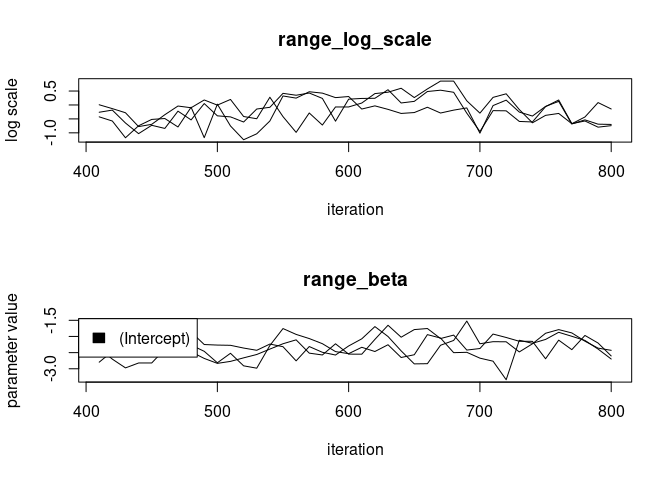 range_log_scale
log scale
0.5
-1.0
400
500
600
700
800
iteration
range_beta
parameter value
-1.5
-3.0
(Intercept)
400
500
600
700
800
iteration